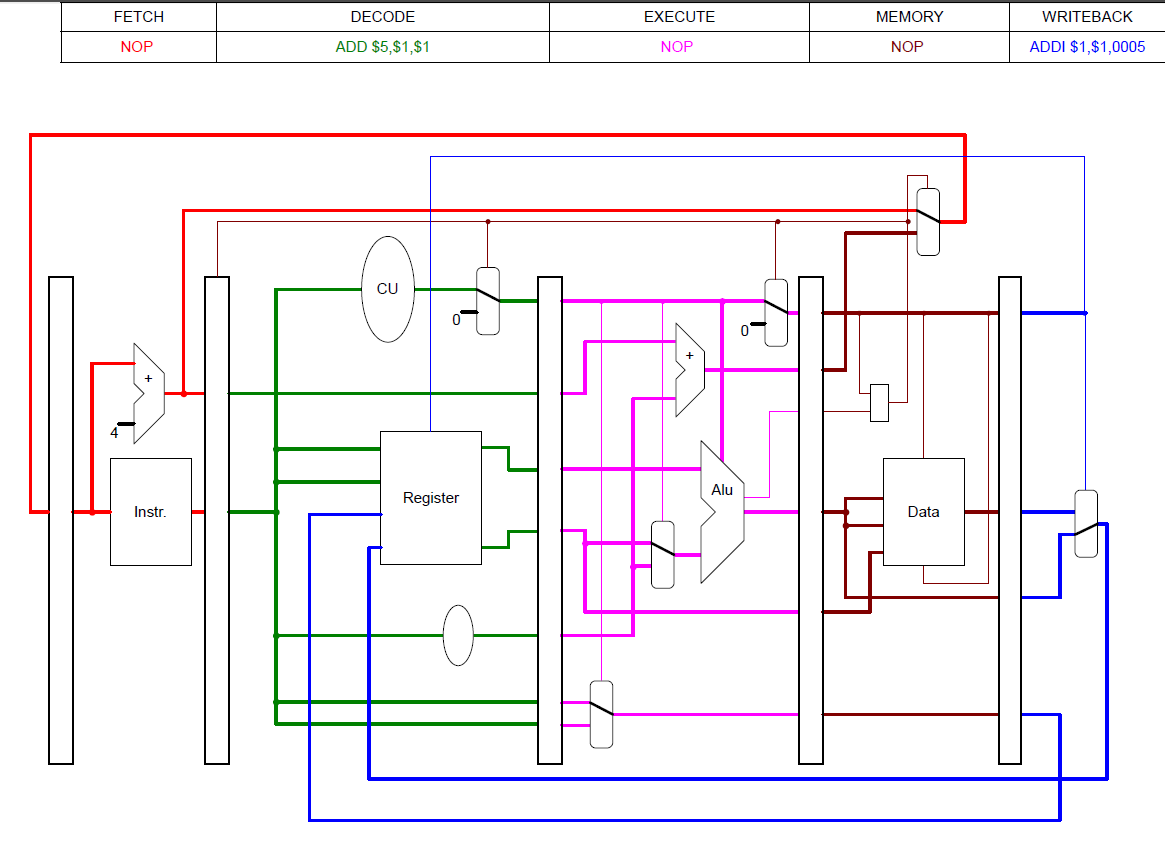 FETCH DECODE EXECUTE MEMORY WRITEBACK
NOP ADD $5,$1,$1 NOP NOP ADDI $1,$1,0005
CU
0
0
+
+
4
Alu
Instr.
Register
Data